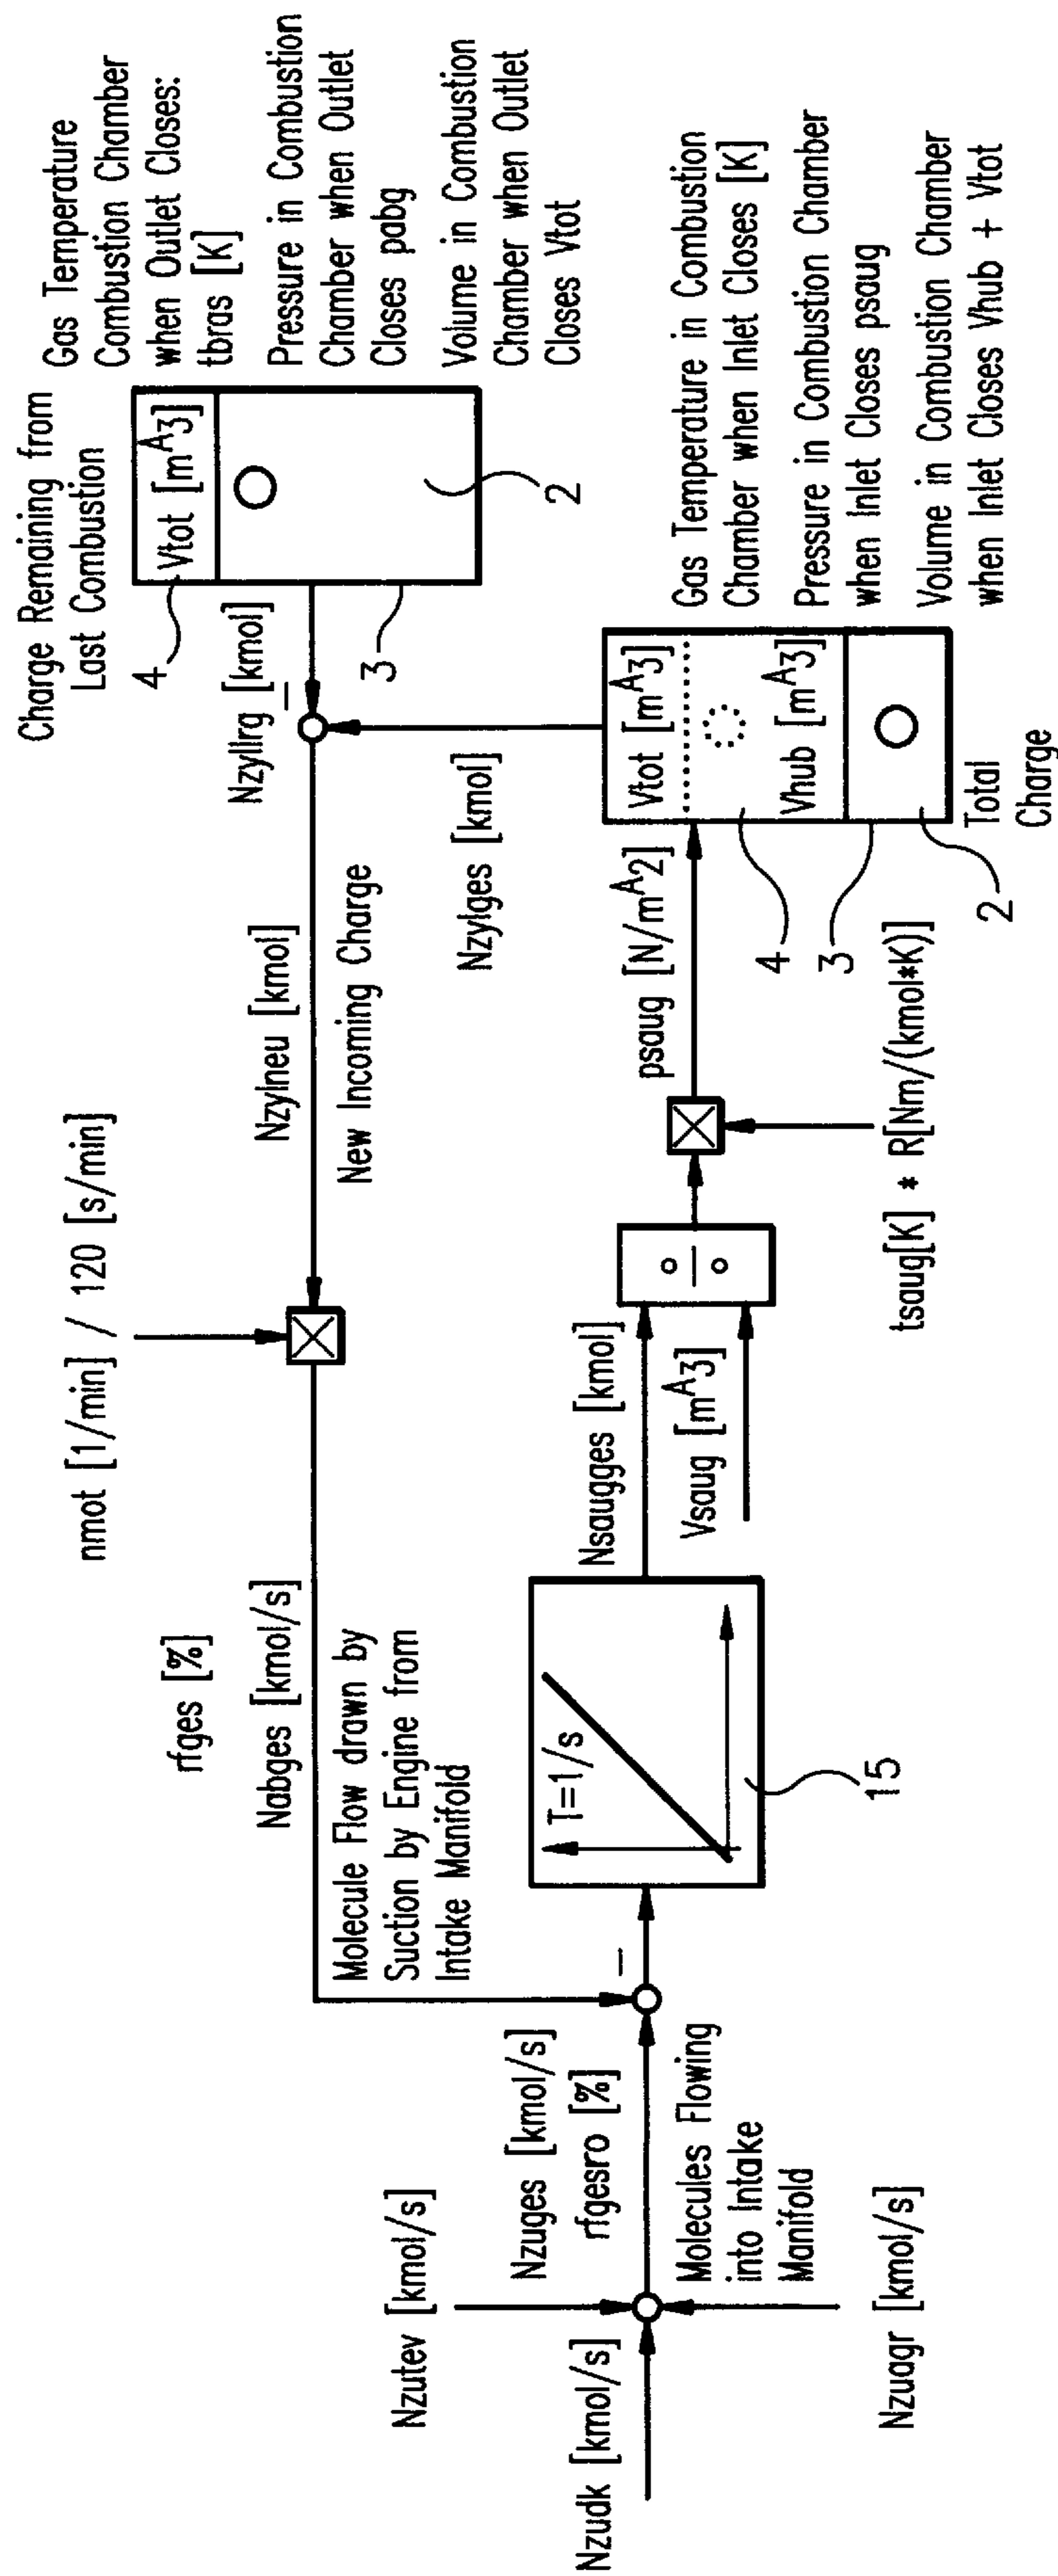 Charge Remaining from
Last Combustion
4
Vtot [m^3]
3
2
Gas Temperature
Combustion Chamber
when Outlet Closes:
tbras [K]
Pressure in Combustion
Chamber when Outlet
Closes pabg
Volume in Combustion
Chamber when Outlet
Closes Vtot
nmot [1/min] / 120 [s/min]
Nzyllrg [kmol]
−
Nzylneu [kmol]
New Incoming Charge
Nzylges [kmol]
rfges [%]
Nabges [kmol/s]
Molecule Flow drawn by
Suction by Engine from
Intake Manifold
Nzutev [kmol/s]
Nzudk [kmol/s]
Nzuagr [kmol/s]
Nzuges [kmol/s]
rfgesro [%]
Molecules Flowing
into Intake
Manifold
−
T=1/s
15
Nsaugges [kmol]
Vsaug [m^3]
psaug [N/m^2]
tsaug[K] * R[Nm/(kmol*K)]
Vtot [m^3]
Vhub [m^3]
4
3
2
Total
Charge
Gas Temperature in Combustion
Chamber when Inlet Closes [K]
Pressure in Combustion Chamber
when Inlet Closes psaug
Volume in Combustion Chamber
when Inlet Closes Vhub + Vtot